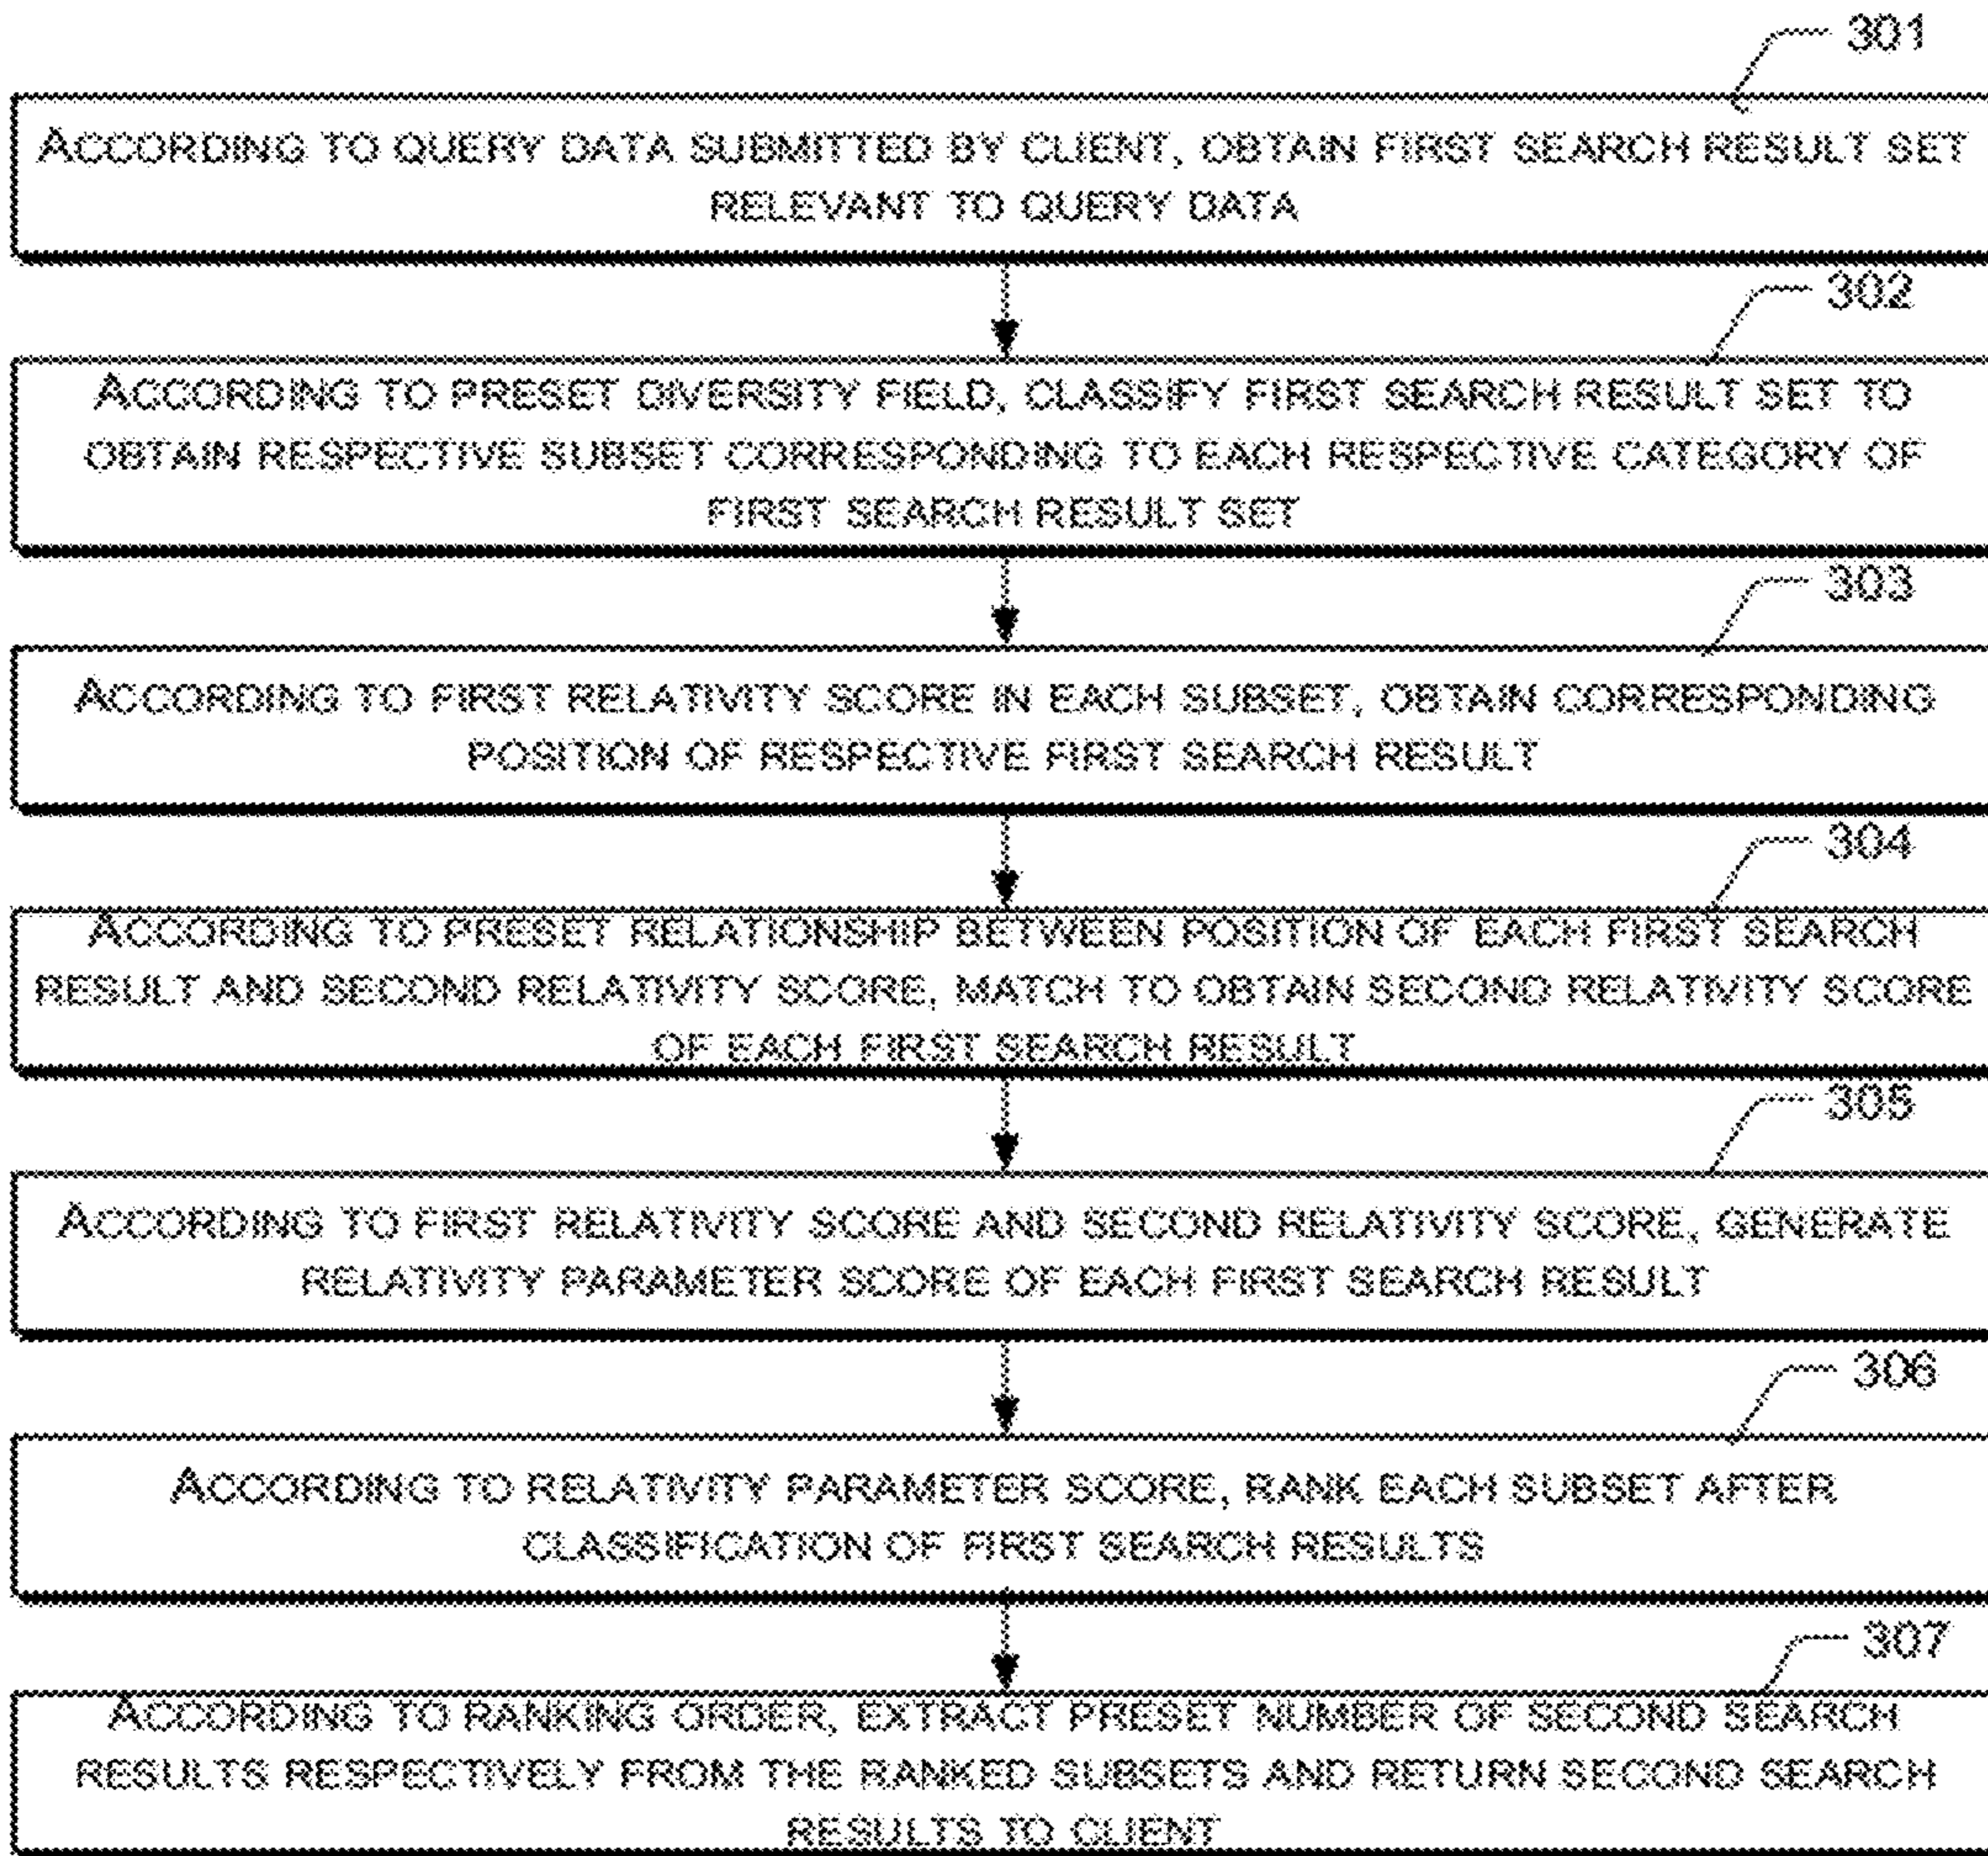 301
ACCORDING TO QUERY DATA SUBMITTED BY CLIENT, OBTAIN FIRST SEARCH RESULT SET
RELEVANT TO QUERY DATA
302
ACCORDING TO PRESET DIVERSITY FIELD, CLASSIFY FIRST SEARCH RESULT SET TO
OBTAIN RESPECTIVE SUBSET CORRESPONDING TO EACH RESPECTIVE CATEGORY OF
FIRST SEARCH RESULT SET
303
ACCORDING TO FIRST RELATIVITY SCORE IN EACH SUBSET, OBTAIN CORRESPONDING
POSITION OF RESPECTIVE FIRST SEARCH RESULT
304
ACCORDING TO PRESET RELATIONSHIP BETWEEN POSITION OF EACH FIRST SEARCH
RESULT AND SECOND RELATIVITY SCORE, MATCH TO OBTAIN SECOND RELATIVITY SCORE
OF EACH FIRST SEARCH RESULT
305
ACCORDING TO FIRST RELATIVITY SCORE AND SECOND RELATIVITY SCORE, GENERATE
RELATIVITY PARAMETER SCORE OF EACH FIRST SEARCH RESULT
306
ACCORDING TO RELATIVITY PARAMETER SCORE, RANK EACH SUBSET AFTER
CLASSIFICATION OF FIRST SEARCH RESULTS
307
ACCORDING TO RANKING ORDER, EXTRACT PRESET NUMBER OF SECOND SEARCH
RESULTS RESPECTIVELY FROM THE RANKED SUBSETS AND RETURN SECOND SEARCH
RESULTS TO CLIENT